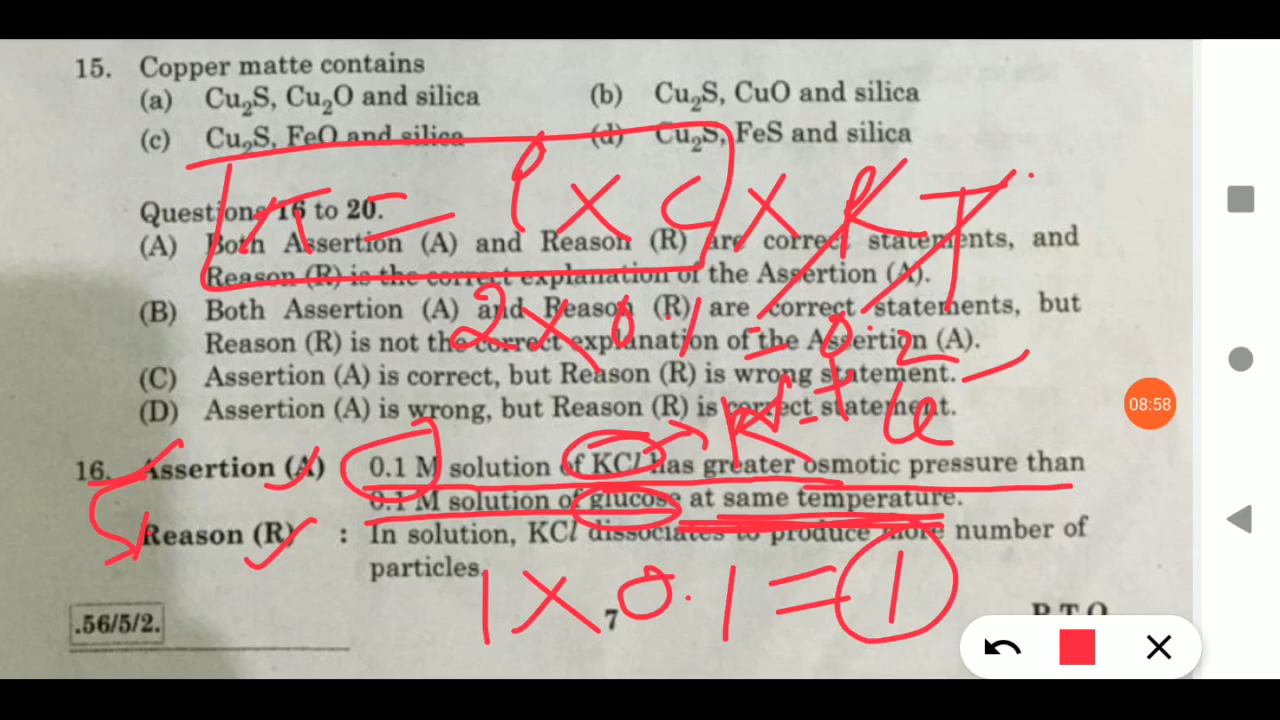 15. Copper matte contains
(a) Cu₂S, Cu₂O and silica (b) Cu₂S, CuO and silica
(c) Cu₂S, FeO and silica (d) Cu₂S, FeS and silica
π = i × C × R T
Questions 16 to 20.
(A) Both Assertion (A) and Reason (R) are correct statements, and
Reason (R) is the correct explanation of the Assertion (A).
(B) Both Assertion (A) and Reason (R) are correct statements, but
2 × 0.1 = 0.2
Reason (R) is not the correct explanation of the Assertion (A).
(C) Assertion (A) is correct, but Reason (R) is wrong statement.
08:58
(D) Assertion (A) is wrong, but Reason (R) is correct statement.
16. Assertion (A) 0.1 M solution of KCl has greater osmotic pressure than
0.1 M solution of glucose at same temperature.
Reason (R) : In solution, KCl dissociates to produce more number of
particles.
1 × 0.1 = 1
.56/5/2. 7 P.T.O.